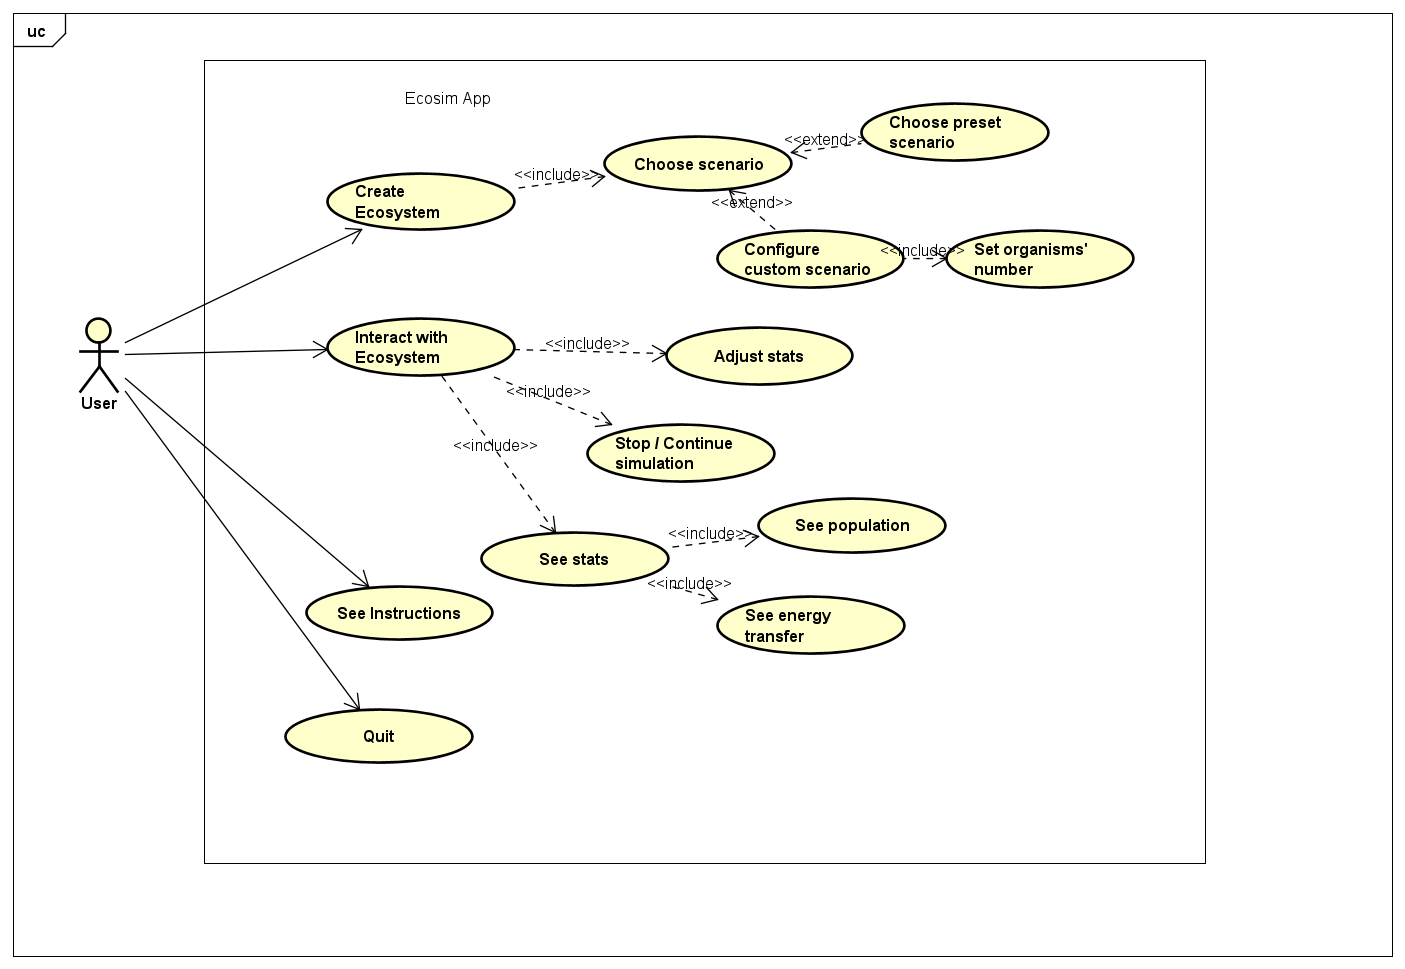 uc
Ecosim App
Choose preset
scenario
<<extend>>
Choose scenario
<<include>>
Create
Ecosystem
<<extend>>
Configure
custom scenario
<<include>>
Set organisms'
number
Interact with
Ecosystem
<<include>>
Adjust stats
<<include>>
User
Stop / Continue
simulation
<<include>>
See stats
<<include>>
See population
<<include>>
See energy
transfer
See Instructions
Quit